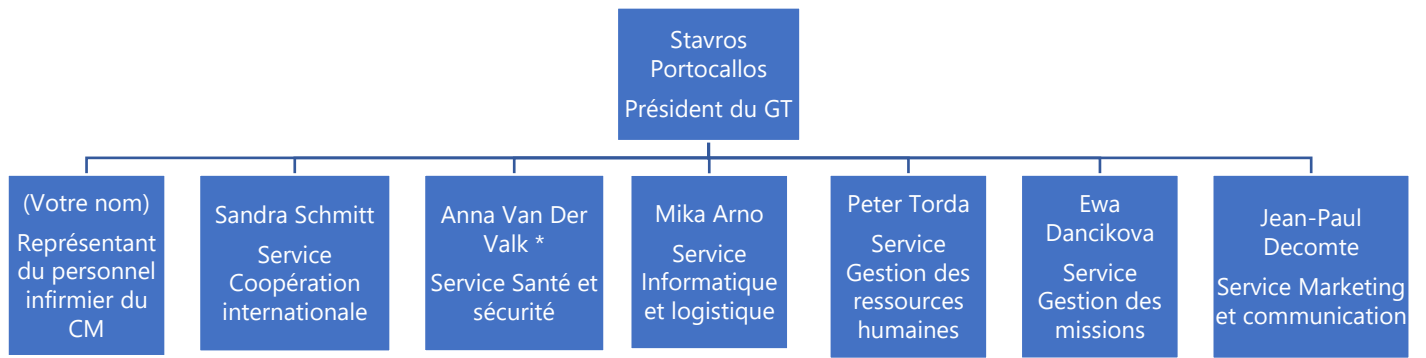 Stavros
Portocallos
Président du GT
(Votre nom)
Représentant
du personnel
infirmier du
CM
Sandra Schmitt
Service
Coopération
internationale
Anna Van Der
Valk *
Service Santé et
sécurité
Mika Arno
Service
Informatique
et logistique
Peter Torda
Service
Gestion des
ressources
humaines
Ewa
Dancikova
Service
Gestion des
missions
Jean-Paul
Decomte
Service Marketing
et communication